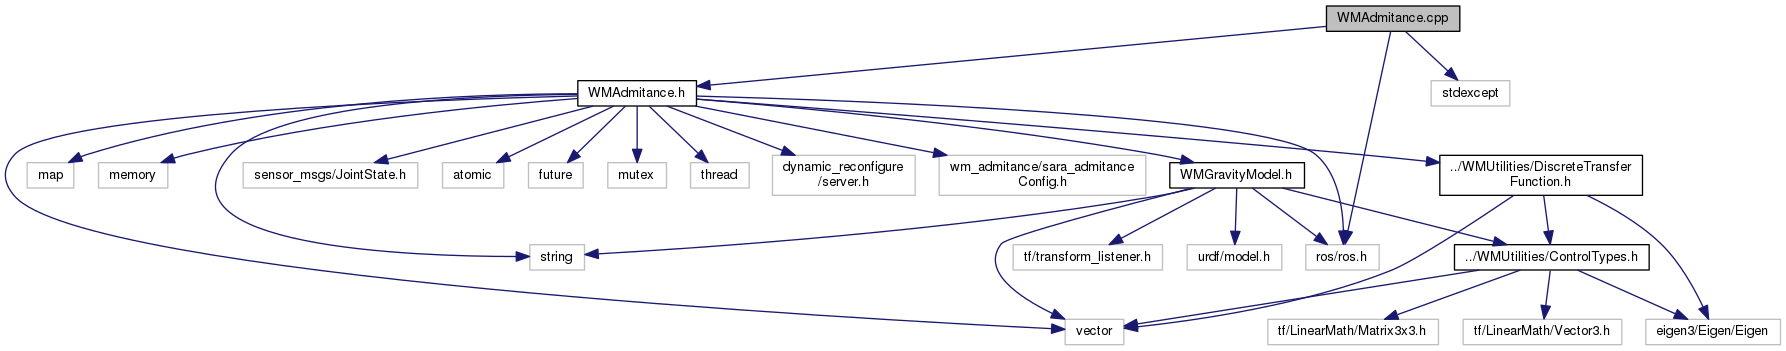 WMAdmitance.cpp
WMAdmitance.h
stdexcept
map
memory
sensor_msgs/JointState.h
atomic
future
mutex
thread
dynamic_reconfigure
/server.h
wm_admitance/sara_admitance
Config.h
WMGravityModel.h
../WMUtilities/DiscreteTransfer
Function.h
string
tf/transform_listener.h
urdf/model.h
ros/ros.h
../WMUtilities/ControlTypes.h
vector
tf/LinearMath/Matrix3x3.h
tf/LinearMath/Vector3.h
eigen3/Eigen/Eigen